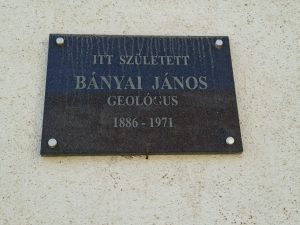 ITT SZÜLETETT
BÁNYAI JÁNOS
GEOLÓGUS
1886 - 1971